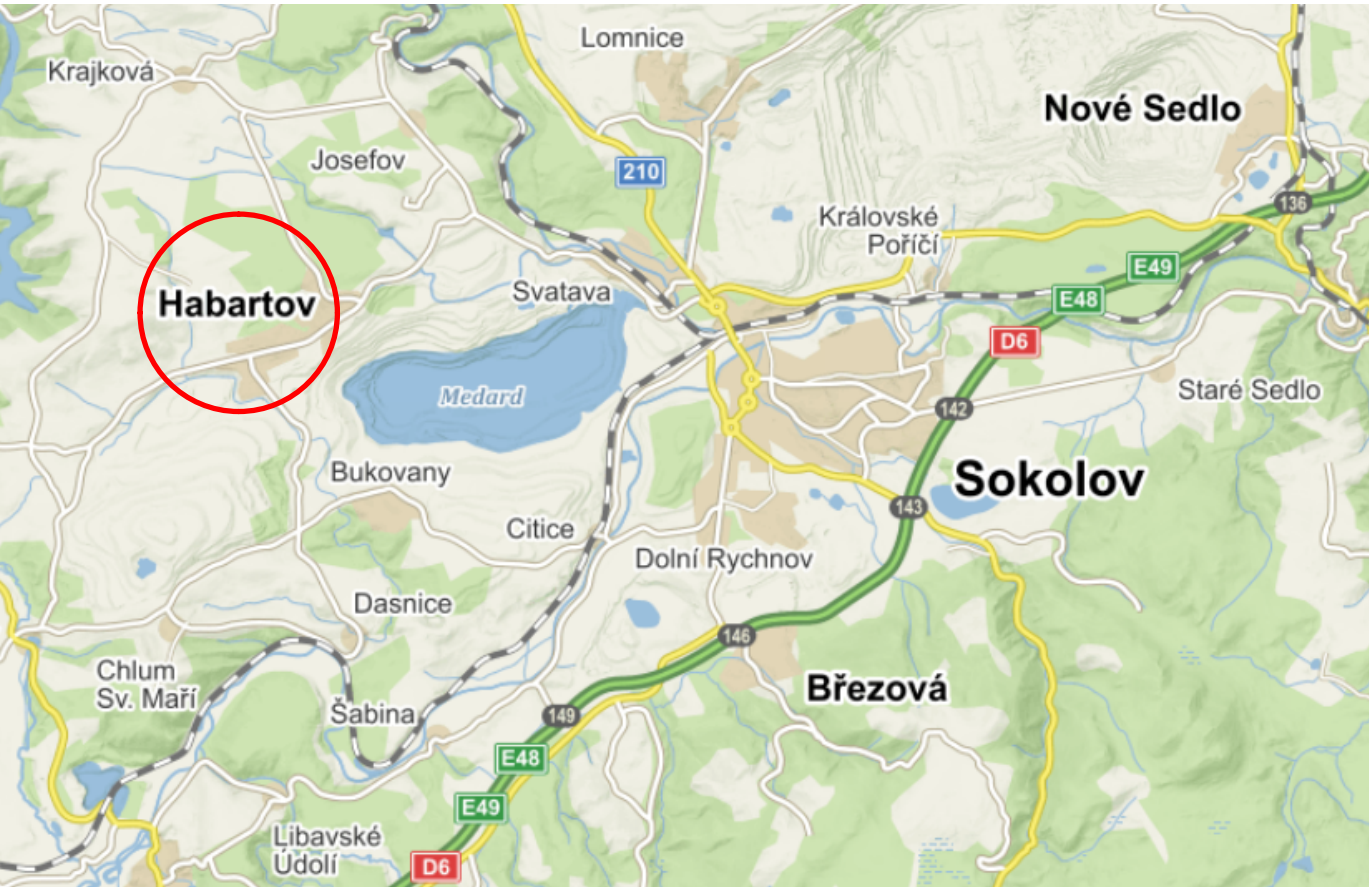 Lomnice
Krajková
Nové Sedlo
Josefov
210
136
Královské
Poříčí
E49
Svatava
E48
Habartov
D6
Medard
Staré Sedlo
142
Bukovany
Sokolov
143
Citice
Dolní Rychnov
Dasnice
146
Chlum
Sv. Maří
Březová
Šabina
149
E48
E49
Libavské
Údolí
D6